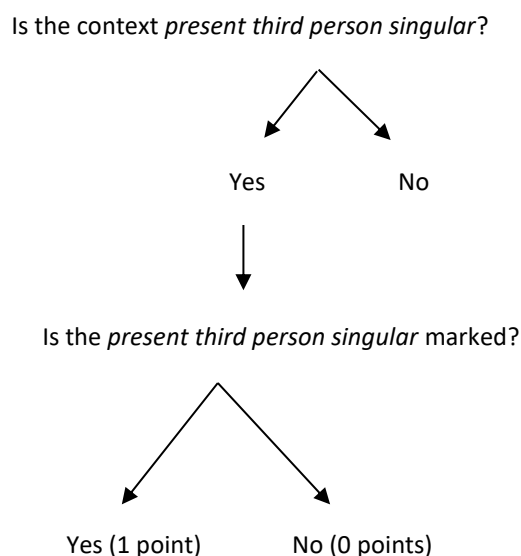 Is the context present third person singular?
Yes No
Is the present third person singular marked?
Yes (1 point) No (0 points)